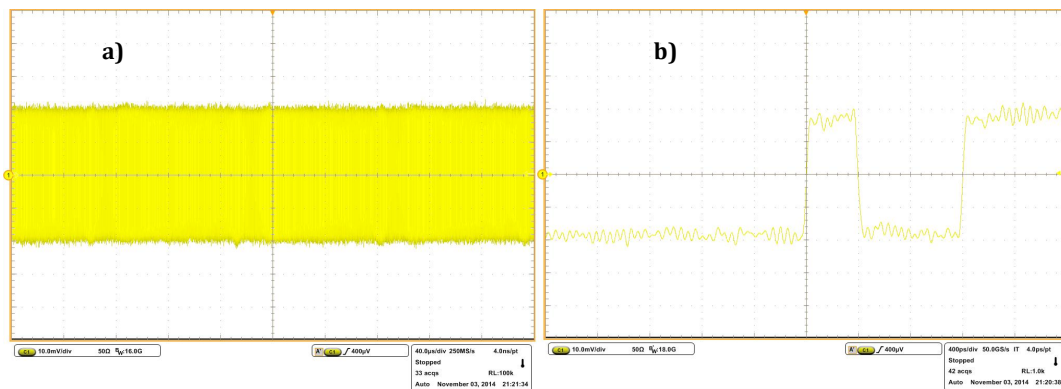 a)
b)
1
1
C1 10.0mV/div 50Ω BW:16.0G
A' C1 400µV
40.0µs/div 250MS/s 4.0ns/pt
Stopped
33 acqs RL:100k
Auto November 03, 2014 21:21:34
C1 10.0mV/div 50Ω BW:18.0G
A' C1 400µV
400ps/div 50.0GS/s IT 4.0ps/pt
Stopped
42 acqs RL:1.0k
Auto November 03, 2014 21:20:38